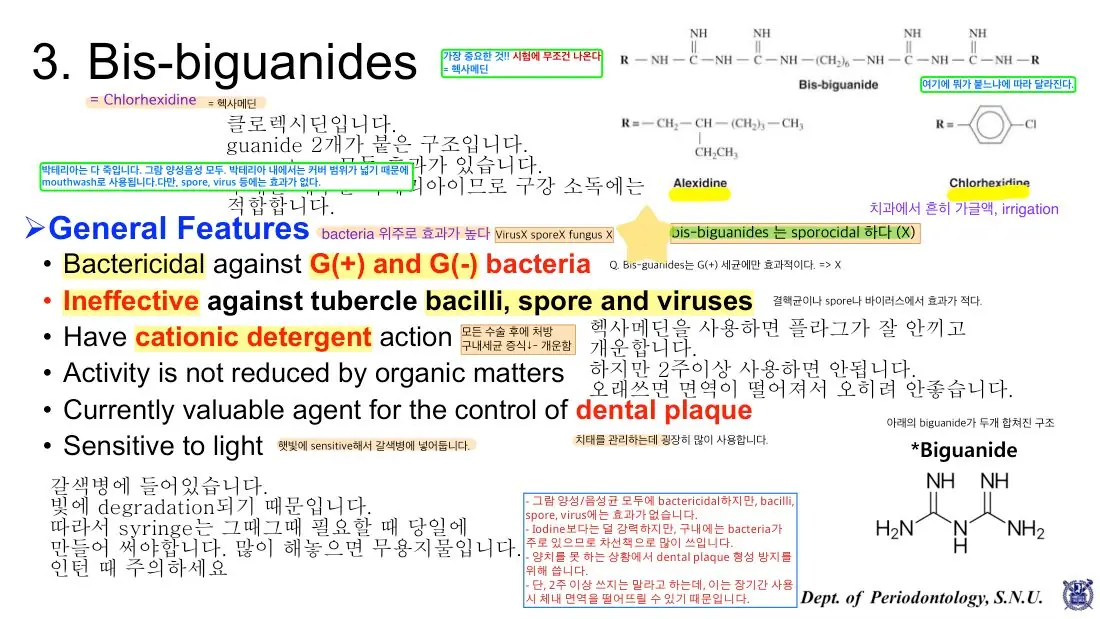 3. Bis-biguanides
가장 중요한 것!! 시험에 무조건 나온다
= 헥사메딘
= Chlorhexidine = 헥사메딘
클로렉시딘입니다.
guanide 2개가 붙은 구조입니다.
효과가 있습니다.
박테리아는 다 죽입니다. 그람 양성음성 모두. 박테리아 내에서는 커버 범위가 넓기 때문에
mouthwash로 사용됩니다.다만, spore, virus 등에는 효과가 없다.
이므로 구강 소독에는
적합합니다.
NH NH NH NH
R — NH — C — NH — C — NH — (CH2)6 — NH — C — NH — C — NH — R
Bis-biguanide
여기에 뭐가 붙느냐에 따라 달라진다.
R = — CH2 — CH — (CH2)3 — CH3
CH2CH3
R = Cl
Alexidine
Chlorhexidine
치과에서 흔히 가글액, irrigation
➢General Features
bacteria 위주로 효과가 높다
VirusX sporeX fungus X
bis-biguanides 는 sporocidal 하다 (X)
• Bactericidal against G(+) and G(-) bacteria
Q. Bis-guanides는 G(+) 세균에만 효과적이다. => X
• Ineffective against tubercle bacilli, spore and viruses
결핵균이나 spore나 바이러스에서 효과가 적다.
• Have cationic detergent action
모든 수술 후에 처방
구내세균 증식↓- 개운함
헥사메딘을 사용하면 플라그가 잘 안끼고
개운합니다.
하지만 2주이상 사용하면 안됩니다.
오래쓰면 면역이 떨어져서 오히려 안좋습니다.
• Activity is not reduced by organic matters
• Currently valuable agent for the control of dental plaque
• Sensitive to light
햇빛에 sensitive해서 갈색병에 넣어둡니다.
치태를 관리하는데 굉장히 많이 사용합니다.
아래의 biguanide가 두개 합쳐진 구조
*Biguanide
NH NH
H2N N NH2
H
갈색병에 들어있습니다.
빛에 degradation되기 때문입니다.
따라서 syringe는 그때그때 필요할 때 당일에
만들어 써야합니다. 많이 해놓으면 무용지물입니다.
인턴 때 주의하세요
- 그람 양성/음성균 모두에 bactericidal하지만, bacilli,
spore, virus에는 효과가 없습니다.
- Iodine보다는 덜 강력하지만, 구내에는 bacteria가
주로 있으므로 차선책으로 많이 쓰입니다.
- 양치를 못 하는 상황에서 dental plaque 형성 방지를
위해 씁니다.
- 단, 2주 이상 쓰지는 말라고 하는데, 이는 장기간 사용
시 체내 면역을 떨어뜨릴 수 있기 때문입니다.
Dept. of Periodontology, S.N.U.